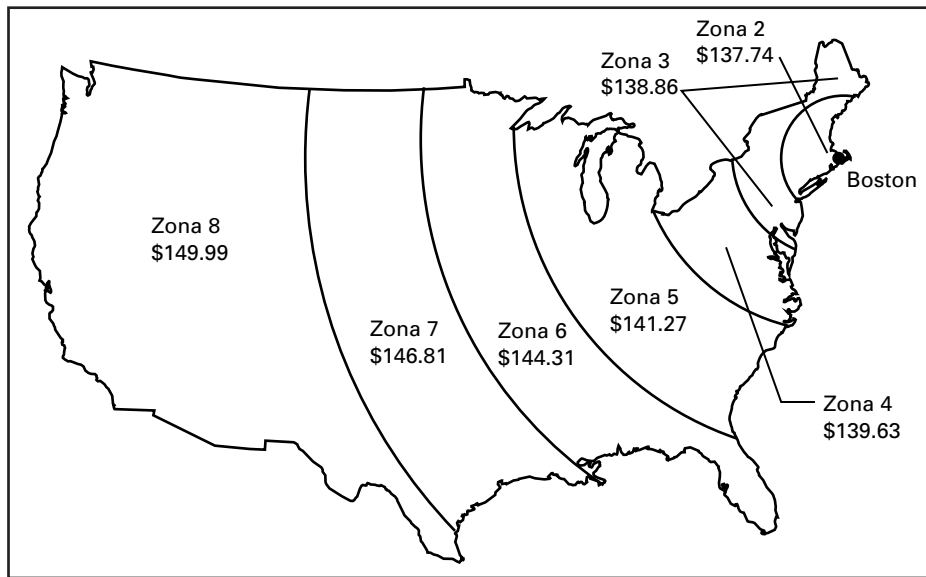 Zona 2
$137.74
Zona 3
$138.86
Boston
Zona 8
$149.99
Zona 7
$146.81
Zona 6
$144.31
Zona 5
$141.27
Zona 4
$139.63